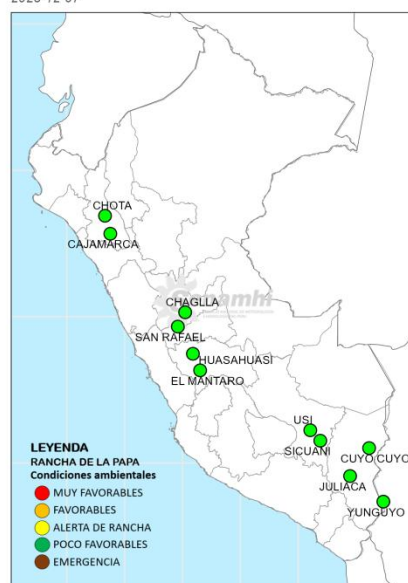 CHOTA
CAJAMARCA
Senamhi
CHAGLLA
SAN RAFAEL
HUASAHUASI
EL MANTARO
USI
SICUANI
CUYO CUYO
JULIACA
YUNGUYO
LEYENDA
RANCHA DE LA PAPA
Condiciones ambientales
MUY FAVORABLES
FAVORABLES
ALERTA DE RANCHA
POCO FAVORABLES
EMERGENCIA